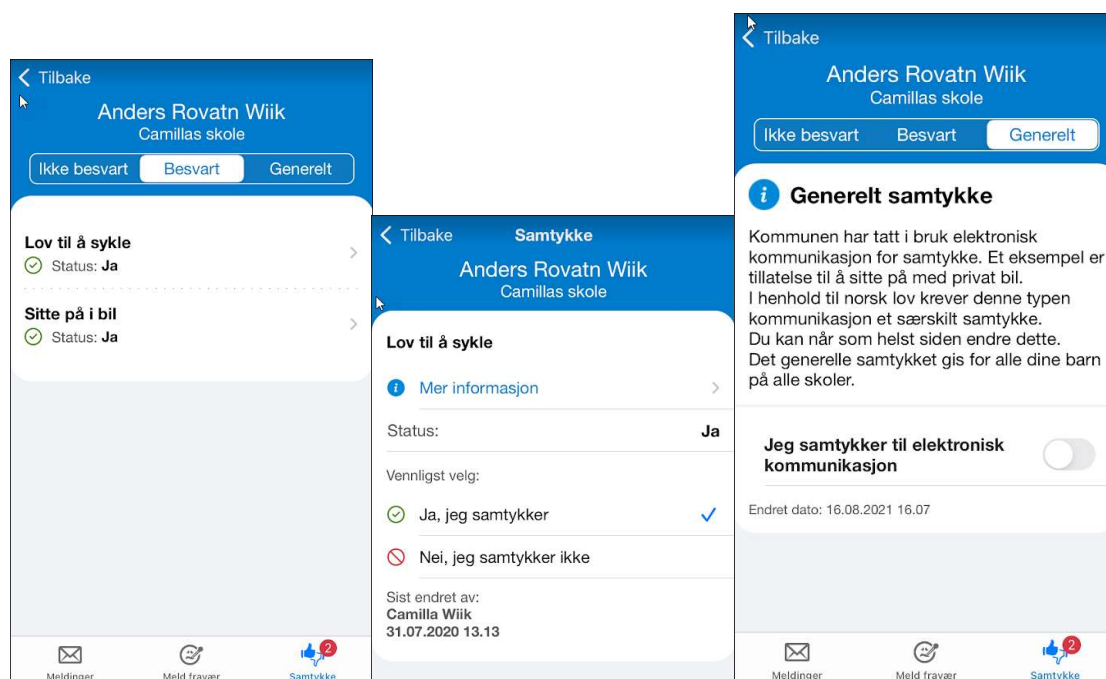 Tilbake
Anders Rovatn Wiik
Camillas skole
Ikke besvart Besvart Generelt
Lov til å sykle
Status: Ja
Sitte på i bil
Status: Ja
Meldinger Meld fravær Samtykke 2
Tilbake Samtykke
Anders Rovatn Wiik
Camillas skole
Lov til å sykle
Mer informasjon
Status: Ja
Vennligst velg:
Ja, jeg samtykker
Nei, jeg samtykker ikke
Sist endret av:
Camilla Wiik
31.07.2020 13.13
Tilbake
Anders Rovatn Wiik
Camillas skole
Ikke besvart Besvart Generelt
Generelt samtykke
Kommunen har tatt i bruk elektronisk
kommunikasjon for samtykke. Et eksempel er
tillatelse til å sitte på med privat bil.
I henhold til norsk lov krever denne typen
kommunikasjon et særskilt samtykke.
Du kan når som helst siden endre dette.
Det generelle samtykket gis for alle dine barn
på alle skoler.
Jeg samtykker til elektronisk
kommunikasjon
Endret dato: 16.08.2021 16.07
Meldinger Meld fravær Samtykke 2